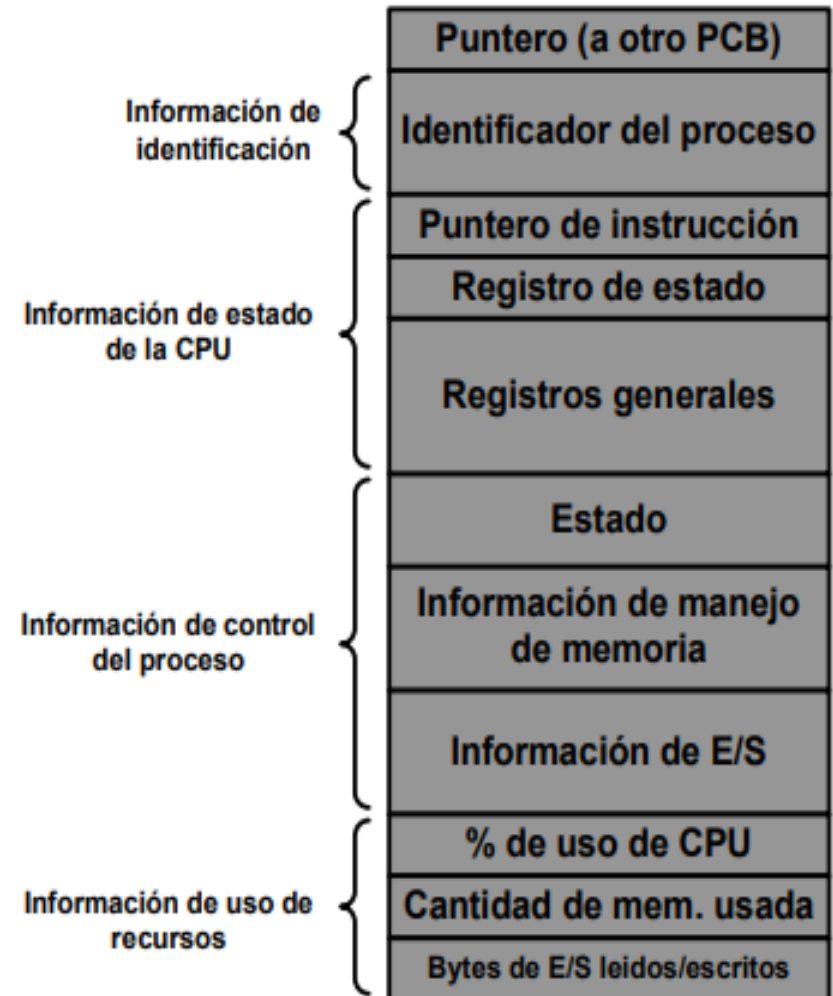 Puntero (a otro PCB)
Información de
identificación
Identificador del proceso
Puntero de instrucción
Registro de estado
Información de estado
de la CPU
Registros generales
Estado
Información de control
del proceso
Información de manejo
de memoria
Información de E/S
% de uso de CPU
Información de uso de
recursos
Cantidad de mem. usada
Bytes de E/S leidos/escritos